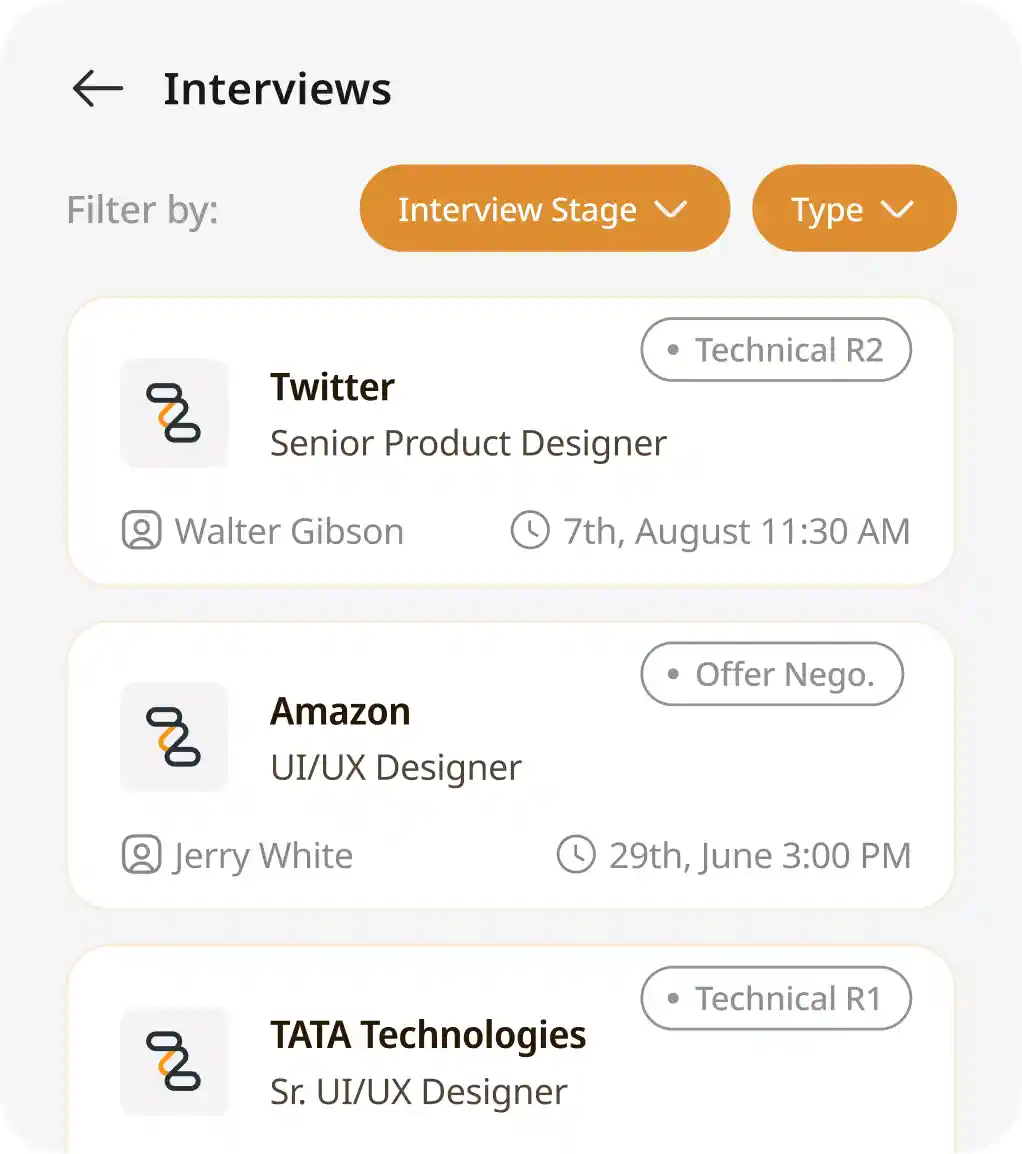 Interviews
Filter by:
Interview Stage
Type
Technical R2
Twitter
Senior Product Designer
Walter Gibson
7th, August 11:30 AM
Offer Nego.
Amazon
UI/UX Designer
Jerry White
29th, June 3:00 PM
Technical R1
TATA Technologies
Sr. UI/UX Designer